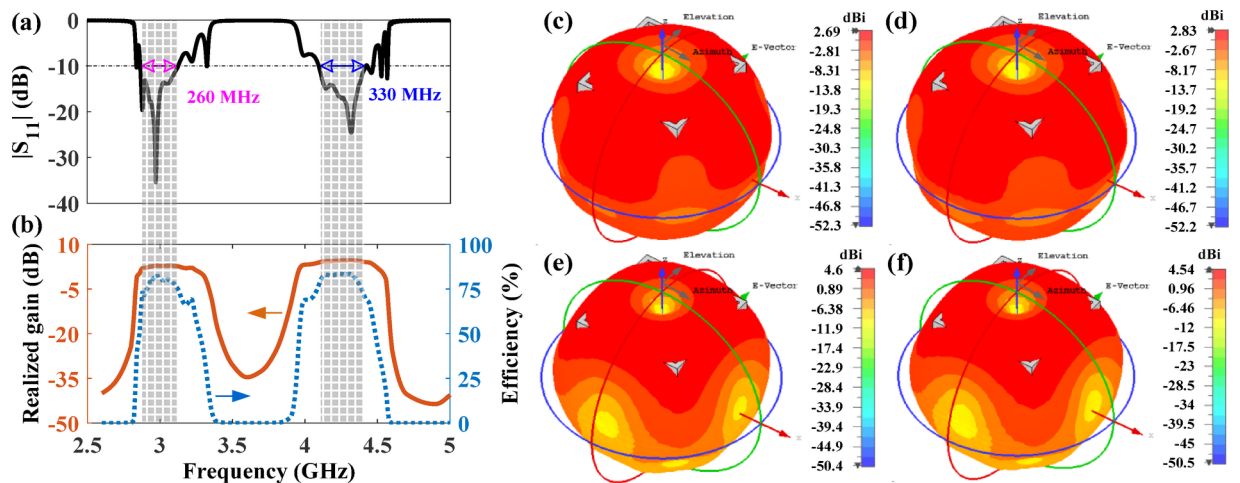 (a)
|S11| (dB)
0
-10
-20
-30
-40
260 MHz
330 MHz
(b)
Realized gain (dB)
10
-5
-20
-35
-50
100
75
50
25
0
Efficiency (%)
2.5
3
3.5
4
4.5
5
Frequency (GHz)
(c)
Elevation
z
Azimuth
E-Vector
x
dBi
2.69
-2.81
-8.31
-13.8
-19.3
-24.8
-30.3
-35.8
-41.3
-46.8
-52.3
(d)
Elevation
z
Azimuth
E-Vector
x
dBi
2.83
-2.67
-8.17
-13.7
-19.2
-24.7
-30.2
-35.7
-41.2
-46.7
-52.2
(e)
Elevation
z
Azimuth
E-Vector
x
dBi
4.6
0.89
-6.38
-12
-17.4
-22.9
-28.4
-33.9
-39.4
-44.9
-50.4
(f)
Elevation
z
Azimuth
E-Vector
x
dBi
4.54
-0.96
-6.46
-12
-17.5
-23
-28.5
-34
-39.5
-45
-50.5